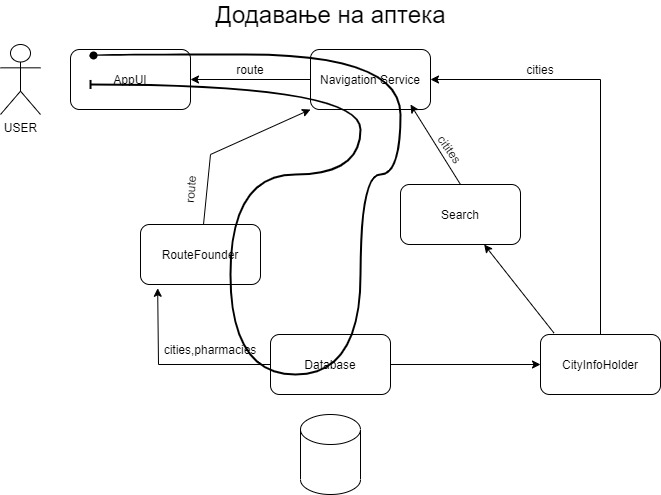 Додавање на аптека
AppUI
route
Navigation Service
cities
USER
citites
route
Search
RouteFounder
cities,pharmacies
Database
CityInfoHolder